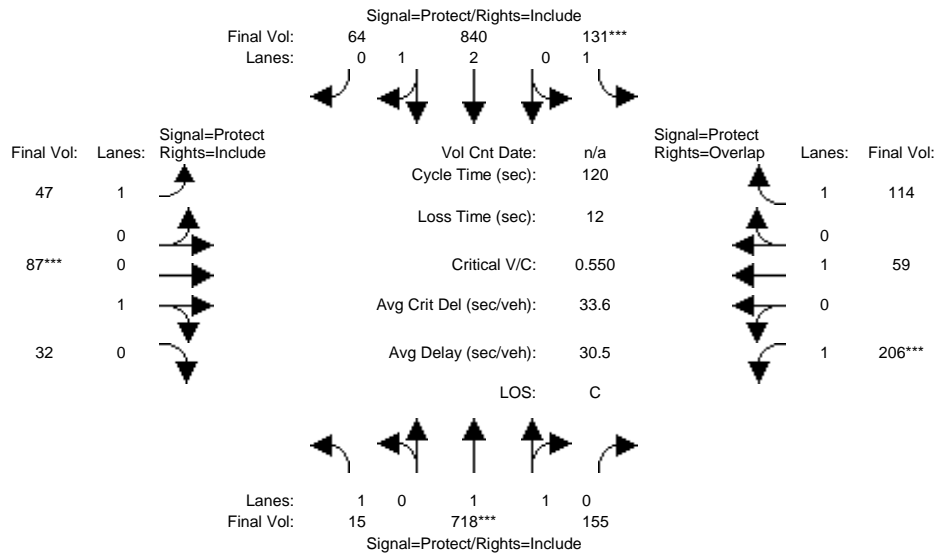 Signal=Protect/Rights=Include
Final Vol: 64 840 131***
Lanes: 0 1 2 0 1
Signal=Protect
Final Vol: Lanes: Rights=Include
Vol Cnt Date: n/a
Signal=Protect
Rights=Overlap Lanes: Final Vol:
Cycle Time (sec): 120
47 1
1 114
Loss Time (sec): 12
0
0
87*** 0
Critical V/C: 0.550
1 59
1
Avg Crit Del (sec/veh): 33.6
0
32 0
Avg Delay (sec/veh): 30.5
1 206***
LOS: C
Lanes: 1 0 1 1 0
Final Vol: 15 718*** 155
Signal=Protect/Rights=Include